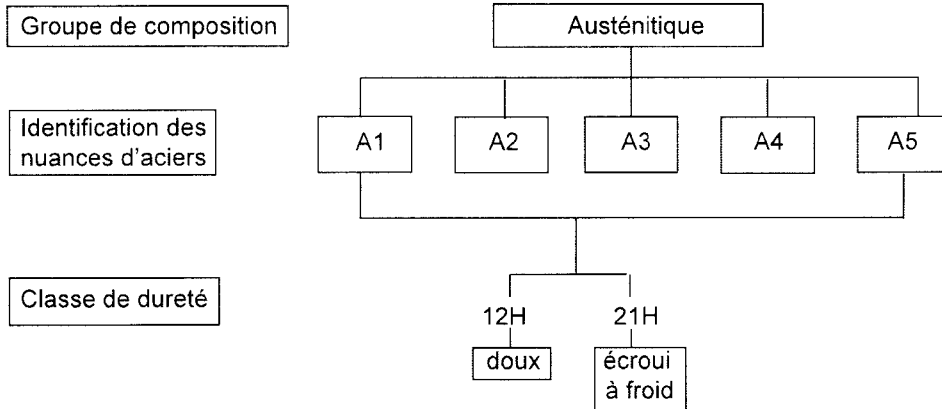 Groupe de composition
Austénitique
Identification des
nuances d'aciers
A1
A2
A3
A4
A5
Classe de dureté
12H
21H
doux
écroui
à froid